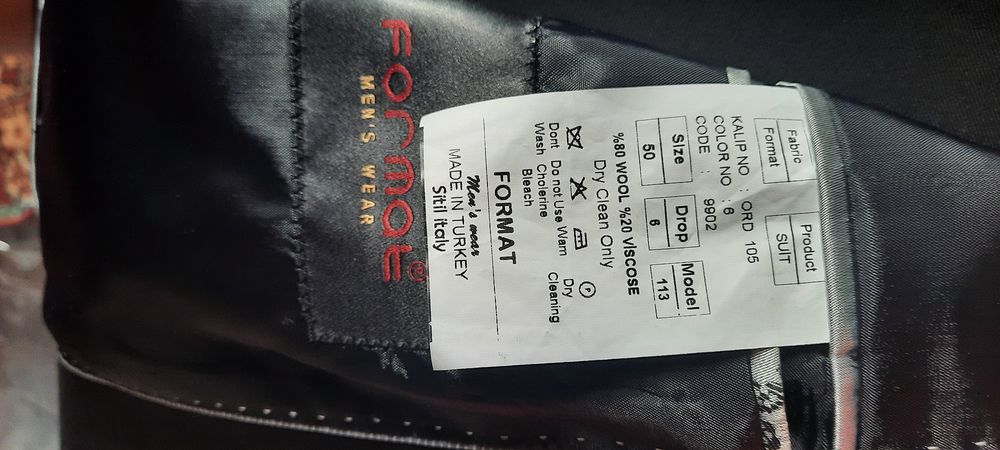 Format®
MEN'S WEAR
Fabric Product
Format SUIT
KALIP NO : ORD 105
COLOR NO : 6
CODE : 9902
Size Drop Model
50 6 113
%80 WOOL %20 VISCOSE
Dry Clean Only
P
Dont Do not Use Wam Dry
Wash Cholerine Cleaning
Bleach
FORMAT
Men's wear
MADE IN TURKEY
Sitil italy